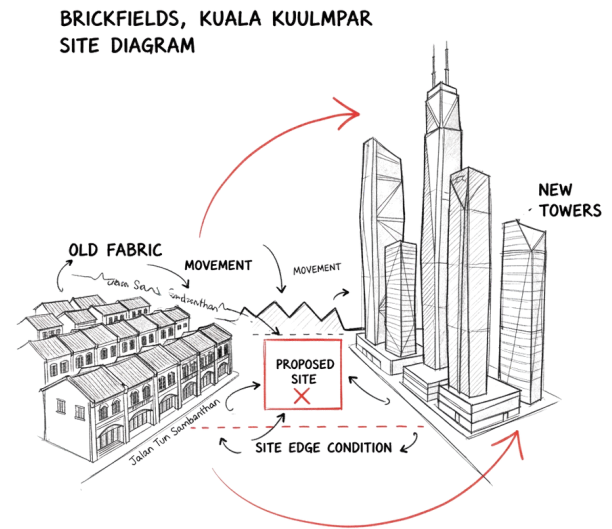 BRICKFIELDS, KUALA KUULMPAR
SITE DIAGRAM
NEW
TOWERS
OLD FABRIC
MOVEMENT
MOVEMENT
PROPOSED
SITE
Jalan Tun Sambanthan
SITE EDGE CONDITION